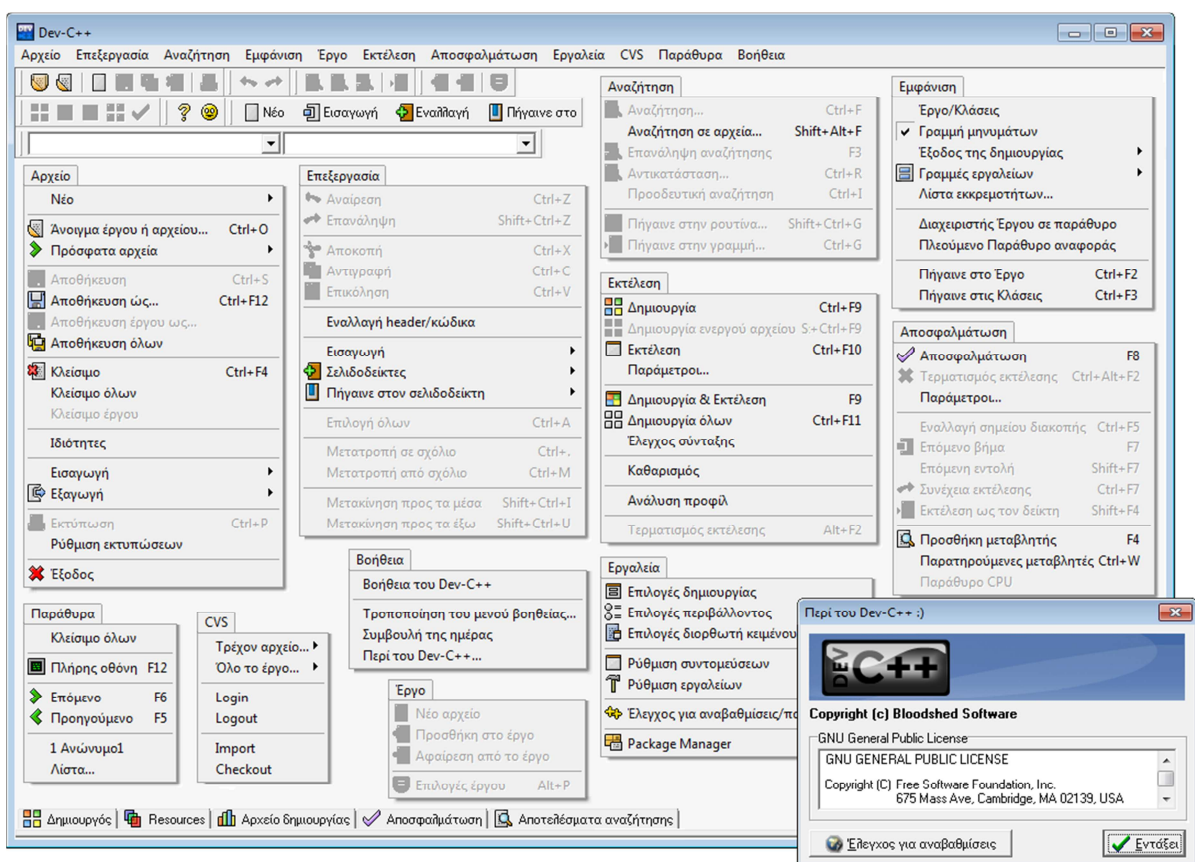 Dev-C++
Αρχείο Επεξεργασία Αναζήτηση Εμφάνιση Έργο Εκτέλεση Αποσφαλμάτωση Εργαλεία CVS Παράθυρα Βοήθεια
Νέο Εισαγωγή Εναλλαγή Πήγαινε στο
Αρχείο
Νέο
Άνοιγμα έργου ή αρχείου... Ctrl+O
Πρόσφατα αρχεία
Αποθήκευση Ctrl+S
Αποθήκευση ώς... Ctrl+F12
Αποθήκευση έργου ως...
Αποθήκευση όλων
Κλείσιμο Ctrl+F4
Κλείσιμο όλων
Κλείσιμο έργου
Ιδιότητες
Εισαγωγή
Εξαγωγή
Εκτύπωση Ctrl+P
Ρύθμιση εκτυπώσεων
Έξοδος
Επεξεργασία
Αναίρεση Ctrl+Z
Επανάληψη Shift+Ctrl+Z
Αποκοπή Ctrl+X
Αντιγραφή Ctrl+C
Επικόληση Ctrl+V
Εναλλαγή header/κώδικα
Εισαγωγή
Σελιδοδείκτες
Πήγαινε στον σελιδοδείκτη
Επιλογή όλων Ctrl+A
Μετατροπή σε σχόλιο Ctrl+.
Μετατροπή από σχόλιο Ctrl+M
Μετακίνηση προς τα μέσα Shift+Ctrl+I
Μετακίνηση προς τα έξω Shift+Ctrl+U
Αναζήτηση
Αναζήτηση... Ctrl+F
Αναζήτηση σε αρχεία... Shift+Alt+F
Επανάληψη αναζήτησης F3
Αντικατάσταση... Ctrl+R
Προοδευτική αναζήτηση Ctrl+I
Πήγαινε στην ρουτίνα... Shift+Ctrl+G
Πήγαινε στην γραμμή... Ctrl+G
Εμφάνιση
Έργο/Κλάσεις
Γραμμή μηνυμάτων
Έξοδος της δημιουργίας
Γραμμές εργαλείων
Λίστα εκκρεμοτήτων...
Διαχειριστής Έργου σε παράθυρο
Πλεούμενο Παράθυρο αναφοράς
Πήγαινε στο Έργο Ctrl+F2
Πήγαινε στις Κλάσεις Ctrl+F3
Εκτέλεση
Δημιουργία Ctrl+F9
Δημιουργία ενεργού αρχείου S:+Ctrl+F9
Εκτέλεση Ctrl+F10
Παράμετροι...
Δημιουργία & Εκτέλεση F9
Δημιουργία όλων Ctrl+F11
Έλεγχος σύνταξης
Καθαρισμός
Ανάλυση προφίλ
Τερματισμός εκτέλεσης Alt+F2
Αποσφαλμάτωση
Αποσφαλμάτωση F8
Τερματισμός εκτέλεσης Ctrl+Alt+F2
Παράμετροι...
Εναλλαγή σημείου διακοπής Ctrl+F5
Επόμενο βήμα F7
Επόμενη εντολή Shift+F7
Συνέχεια εκτέλεσης Ctrl+F7
Εκτέλεση ως τον δείκτη Shift+F4
Προσθήκη μεταβλητής F4
Παρατηρούμενες μεταβλητές Ctrl+W
Παράθυρο CPU
Παράθυρα
Κλείσιμο όλων
Πλήρης οθόνη F12
Επόμενο F6
Προηγούμενο F5
1 Ανώνυμο1
Λίστα...
CVS
Τρέχον αρχείο...
Όλο το έργο...
Login
Logout
Import
Checkout
Βοήθεια
Βοήθεια του Dev-C++
Τροποποίηση του μενού βοηθείας...
Συμβουλή της ημέρας
Περί του Dev-C++...
Έργο
Νέο αρχείο
Προσθήκη στο έργο
Αφαίρεση από το έργο
Επιλογές έργου Alt+P
Εργαλεία
Επιλογές δημιουργίας
Επιλογές περιβάλλοντος
Επιλογές διορθωτή κειμένου
Ρύθμιση συντομεύσεων
Ρύθμιση εργαλείων
Έλεγχος για αναβαθμίσεις/πα
Package Manager
Περί του Dev-C++ :)
DEV C++
Copyright (c) Bloodshed Software
GNU General Public License
GNU GENERAL PUBLIC LICENSE
Copyright (C) Free Software Foundation, Inc.
675 Mass Ave, Cambridge, MA 02139, USA
Έλεγχος για αναβαθμίσεις Εντάξει
Δημιουργός Resources Αρχείο δημιουργίας Αποσφαλμάτωση Αποτελέσματα αναζήτησης